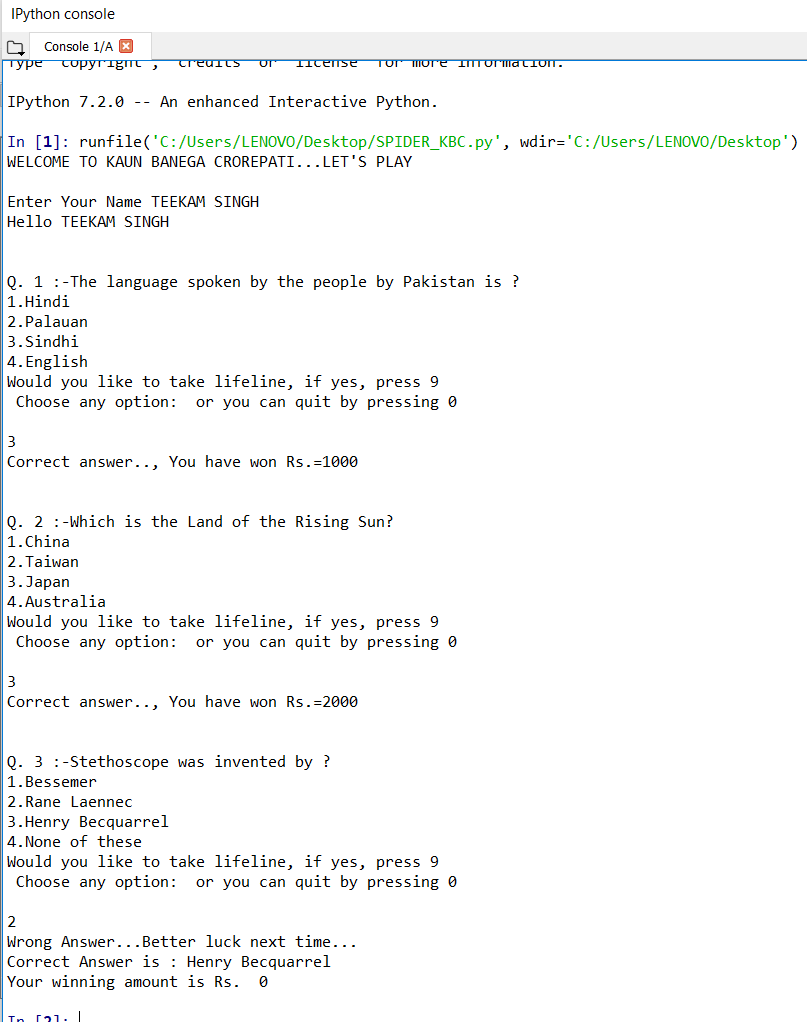 IPython console
Console 1/A
Type "copyright", "credits" or "license" for more information.
IPython 7.2.0 -- An enhanced Interactive Python.
In [1]: runfile('C:/Users/LENOVO/Desktop/SPIDER_KBC.py', wdir='C:/Users/LENOVO/Desktop')
WELCOME TO KAUN BANEGA CROREPATI...LET'S PLAY
Enter Your Name TEEKAM SINGH
Hello TEEKAM SINGH
Q. 1 :-The language spoken by the people by Pakistan is ?
1.Hindi
2.Palauan
3.Sindhi
4.English
Would you like to take lifeline, if yes, press 9
Choose any option:  or you can quit by pressing 0
3
Correct answer.., You have won Rs.=1000
Q. 2 :-Which is the Land of the Rising Sun?
1.China
2.Taiwan
3.Japan
4.Australia
Would you like to take lifeline, if yes, press 9
Choose any option:  or you can quit by pressing 0
3
Correct answer.., You have won Rs.=2000
Q. 3 :-Stethoscope was invented by ?
1.Bessemer
2.Rane Laennec
3.Henry Becquarrel
4.None of these
Would you like to take lifeline, if yes, press 9
Choose any option:  or you can quit by pressing 0
2
Wrong Answer...Better luck next time...
Correct Answer is : Henry Becquarrel
Your winning amount is Rs.  0
In [2]: